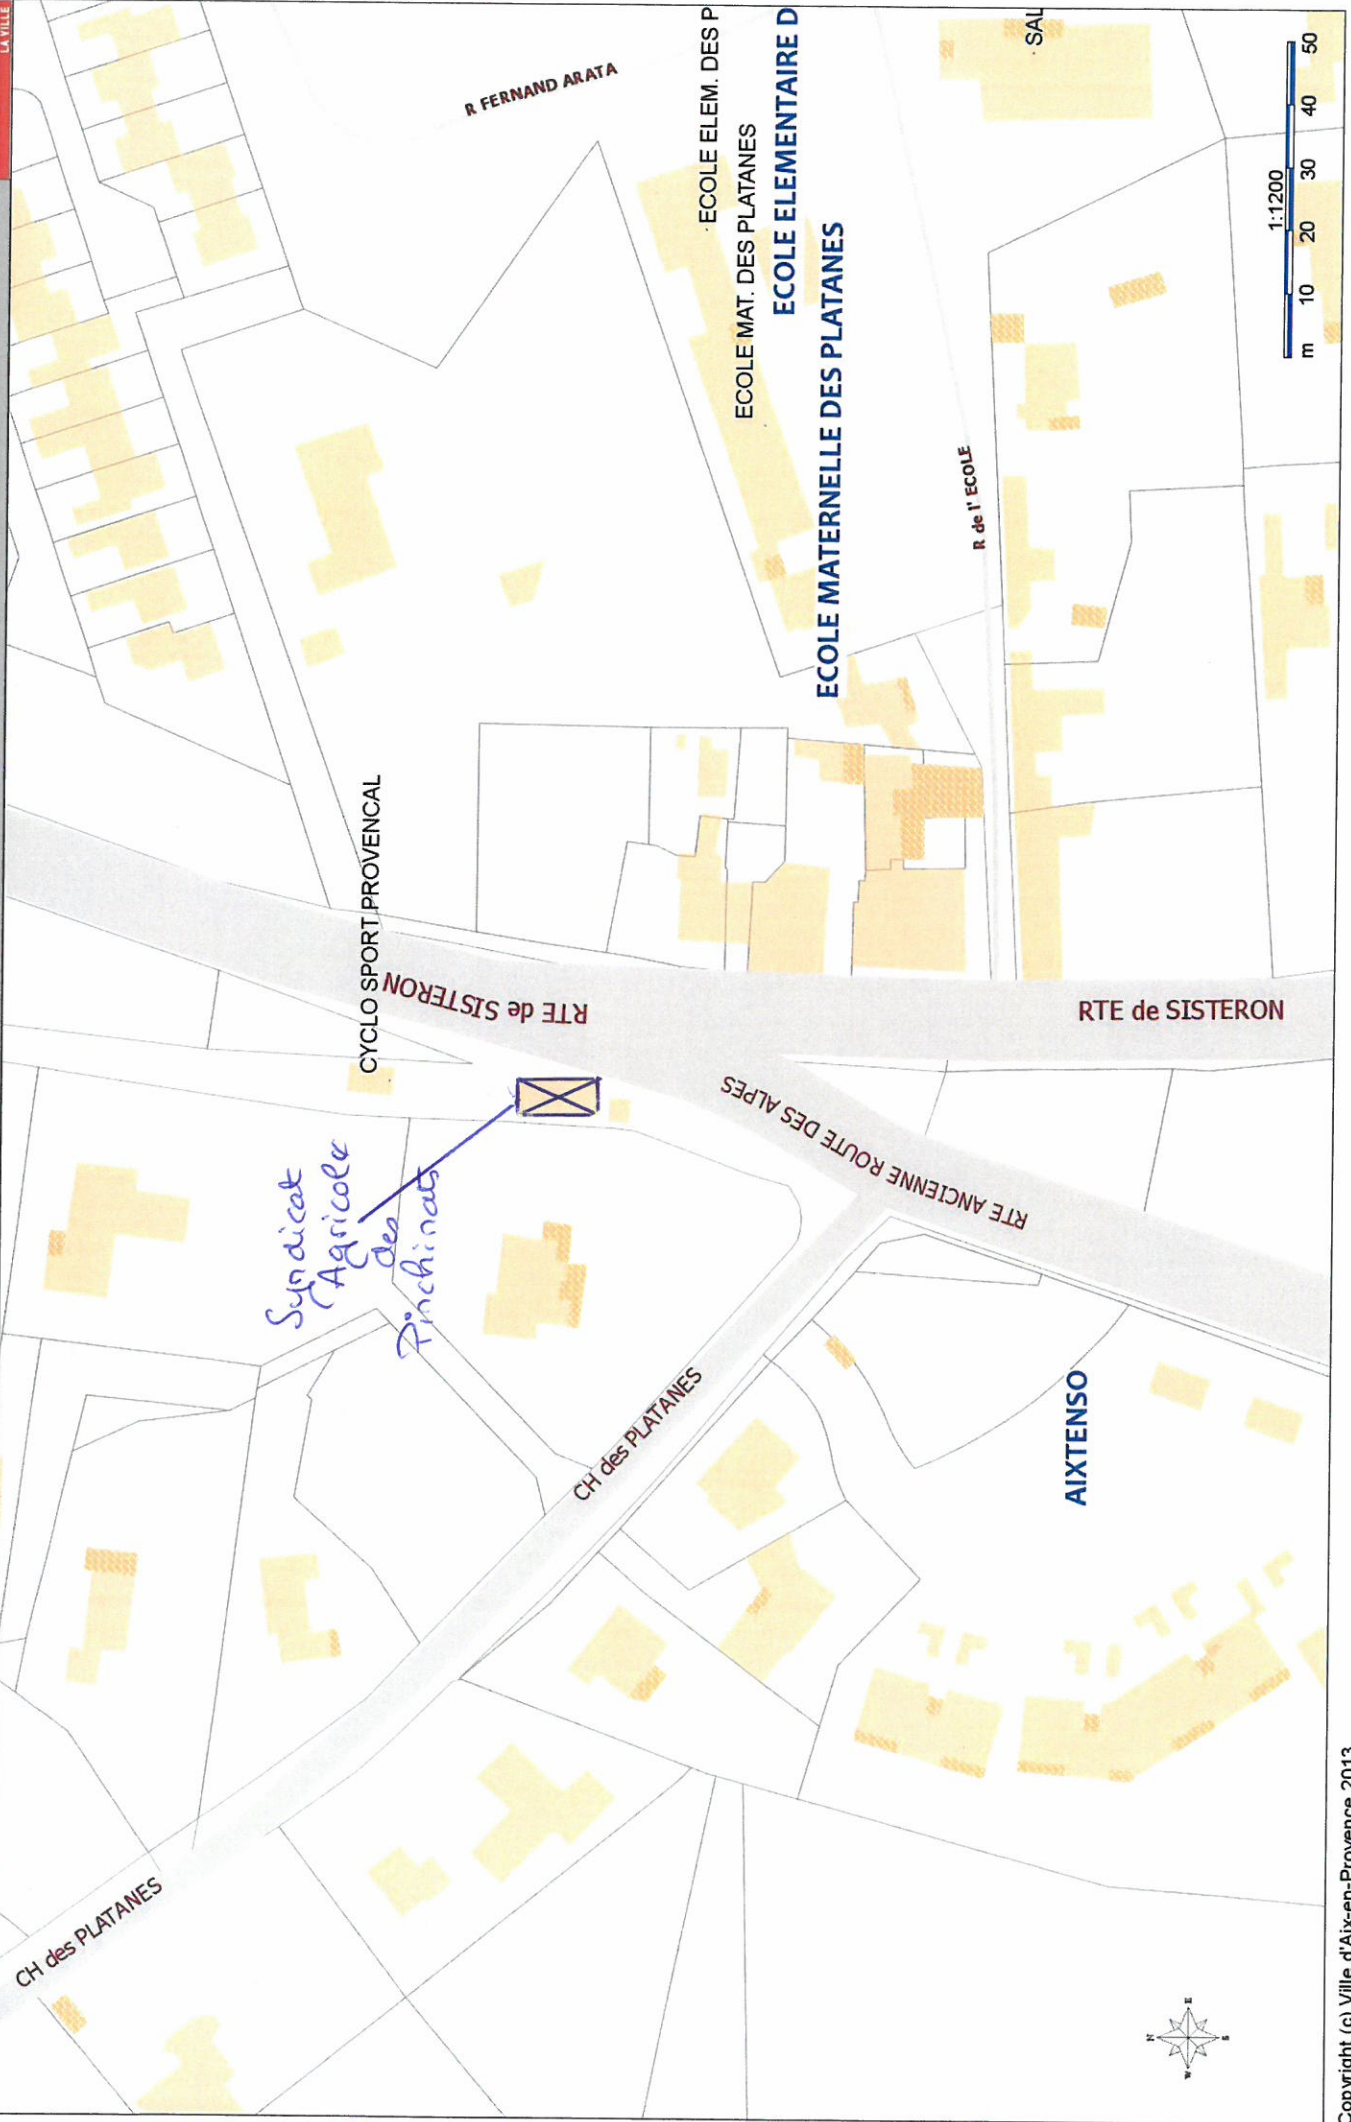 LA VILLE
R FERNAND ARATA
· ECOLE ELEM. DES P
ECOLE MAT. DES PLATANES
ECOLE ELEMENTAIRE D
ECOLE MATERNELLE DES PLATANES
· SAL
1:1200
m 10 20 30 40 50
R de l' ECOLE
CYCLO SPORT PROVENCAL
RTE de SISTERON
RTE de SISTERON
RTE ANCIENNE ROUTE DES ALPES
Syndicat
Agricole
des
Pinchinats
CH des PLATANES
CH des PLATANES
AIXTENSO
N
W E
S
Copyright (c) Ville d'Aix-en-Provence 2013